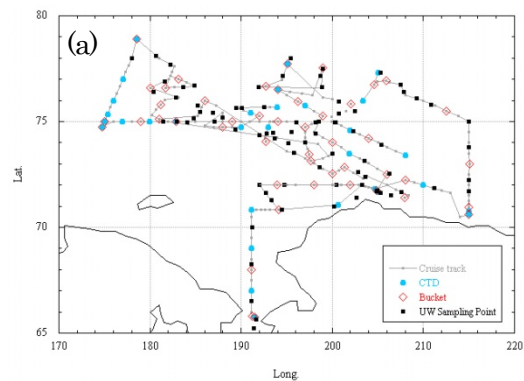 (a)
80
75
Lat.
70
65
Cruise track
CTD
Bucket
UW Sampling Point
170
180
190
200
210
220
Long.